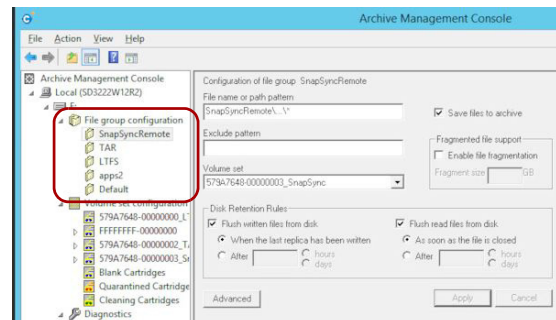 Archive Management Console
File Action View Help
Archive Management Console
Local (SD3222W12R2)
File group configuration
SnapSyncRemote
TAR
LTFS
apps2
Default
Volume set configuration
579A7648-00000000_L
FFFFFFFF-00000000
579A7648-00000002_T
579A7648-00000003_S
Blank Cartridges
Quarantined Cartridge
Cleaning Cartridges
Diagnostics
Configuration of file group SnapSyncRemote
File name or path pattern
SnapSyncRemote\...\*
Save files to archive
Exclude pattern
Fragmented file support
Enable file fragmentation
Fragment size GB
Volume set
579A7648-00000003_SnapSync
Disk Retention Rules
Flush written files from disk
Flush read files from disk
When the last replica has been written
As soon as the file is closed
After hours
days
After hours
days
Advanced
Apply
Cancel